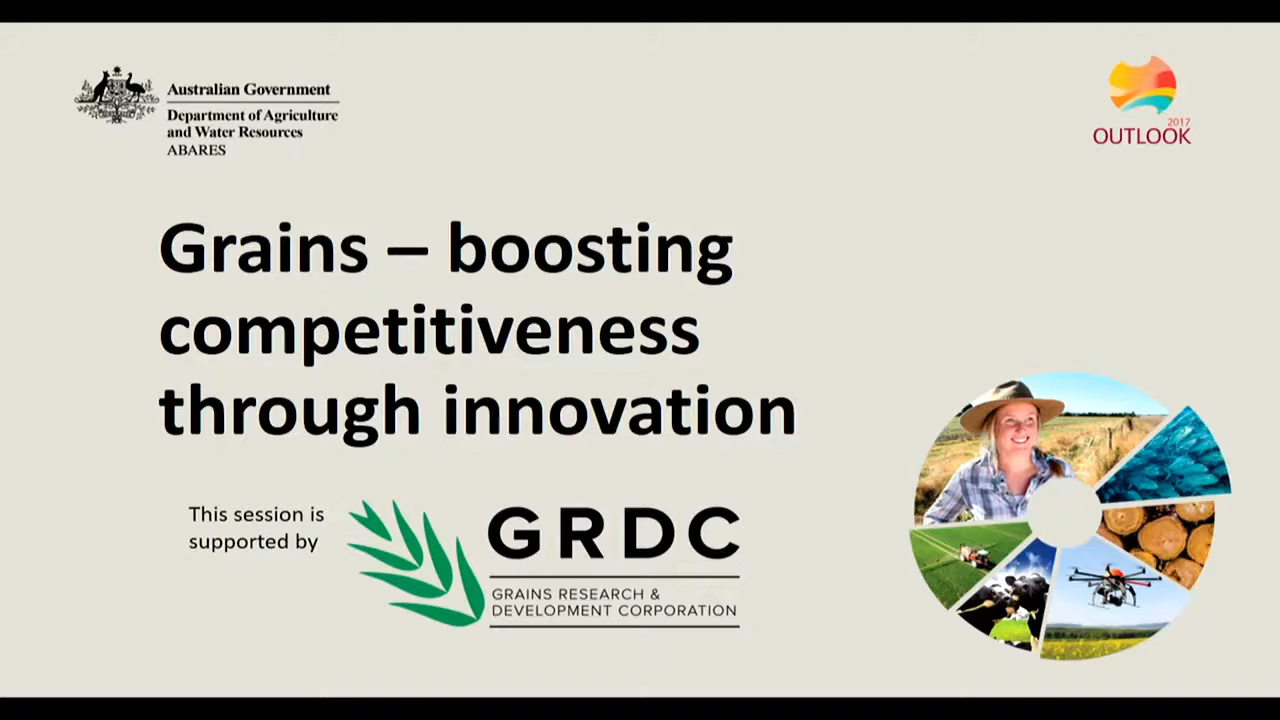 Australian Government
Department of Agriculture
and Water Resources
ABARES
2017
OUTLOOK
Grains – boosting
competitiveness
through innovation
This session is
supported by
GRDC
GRAINS RESEARCH &
DEVELOPMENT CORPORATION